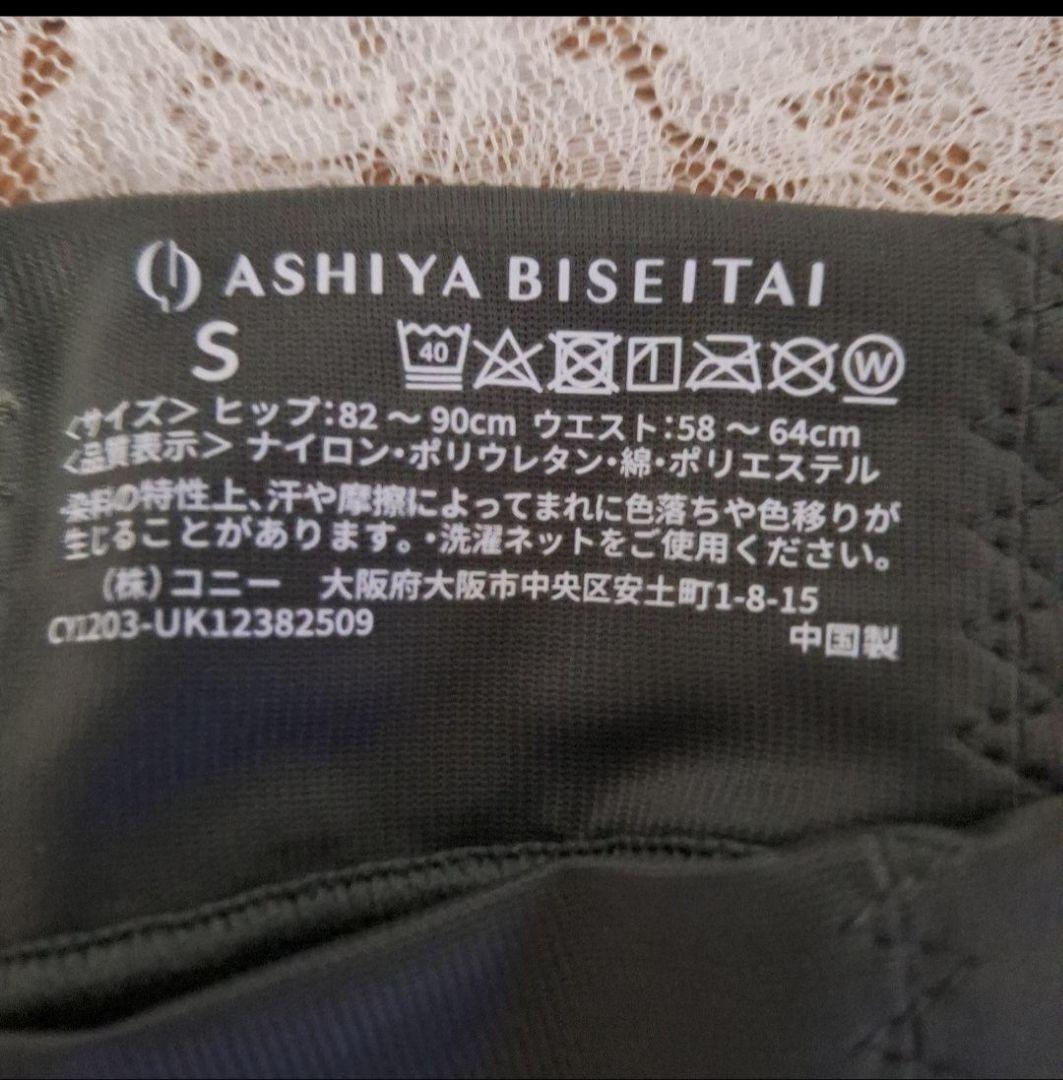 ASHIYA BISEITAI
S
40 W
<サイズ> ヒップ:82 〜 90cm ウエスト:58 〜 64cm
<品質表示> ナイロン・ポリウレタン・綿・ポリエステル
染料の特性上、汗や摩擦によってまれに色落ちや色移りが
生じることがあります。・洗濯ネットをご使用ください。
(株)コニー 大阪府大阪市中央区安土町1-8-15
CY1203-UK12382509
中国製